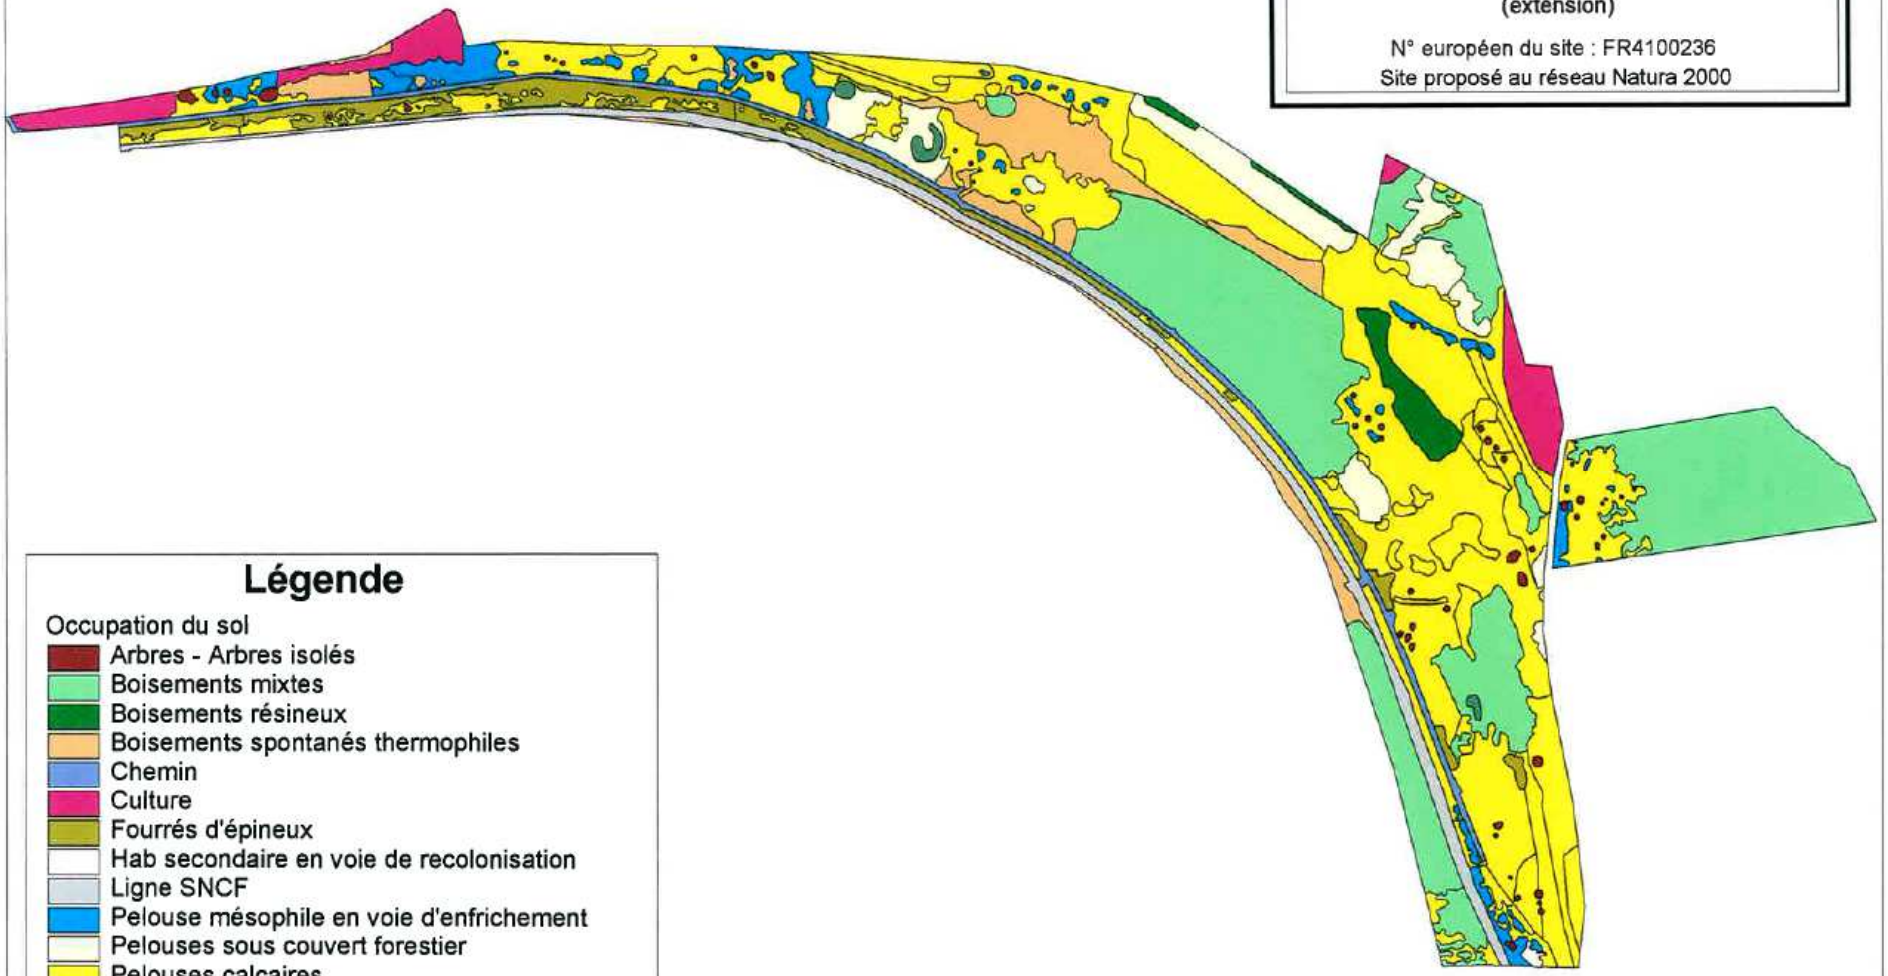 (extension)
N° européen du site : FR4100236
Site proposé au réseau Natura 2000
Légende
Occupation du sol
Arbres - Arbres isolés
Boisements mixtes
Boisements résineux
Boisements spontanés thermophiles
Chemin
Culture
Fourrés d'épineux
Hab secondaire en voie de recolonisation
Ligne SNCF
Pelouse mésophile en voie d'enfrichement
Pelouses sous couvert forestier
Pelouses calcaires